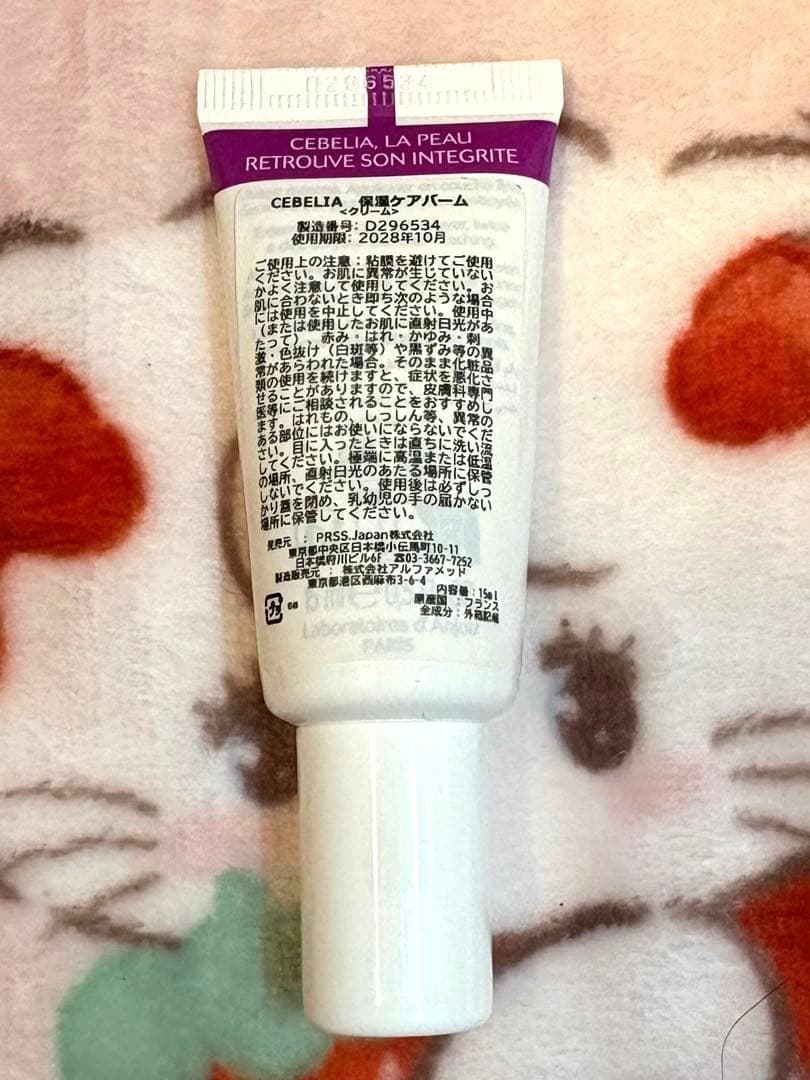 CEBELIA, LA PEAU
RETROUVE SON INTEGRITE
CEBELIA 保湿ケアバーム
<クリーム>
製造番号: D296534
使用期限: 2028年10月
ご使用上の注意:粘膜を避けてご使用
ください。お肌に異常が生じていない
かよく注意して使用してください。お
肌に合わないとき即ち次のような場合
には使用を中止してください。使用中
(または使用したお肌に直射日光があ
たって)、赤み・はれ・かゆみ・刺
激・色抜け(白斑等)や黒ずみ等の異
常があらわれた場合。そのまま化粧品
類の使用を続けますと、症状を悪化さ
せることがありますので、皮膚科専門
医等にご相談されることをおすすめし
ます。はれもの、しっしん等、異常の
ある部位にはお使いにならないでくだ
さい。目に入ったときは直ちに洗い流
してください。極端に高温または低温
の場所、直射日光のあたる場所に保管
しないでください。使用後は必ずしっ
かり蓋を閉め、乳幼児の手の届かない
場所に保管してください。
発売元 : PRSS.Japan株式会社
東京都中央区日本橋小伝馬町10-11
日本橋府川ビル6F ☎03-3667-7252
製造販売元 : 株式会社アルファメッド
東京都港区西麻布3-6-4
内容量:15ml
原産国:フランス
全成分:外箱記載
プラ
Laboratoires d'Anjou
PARIS